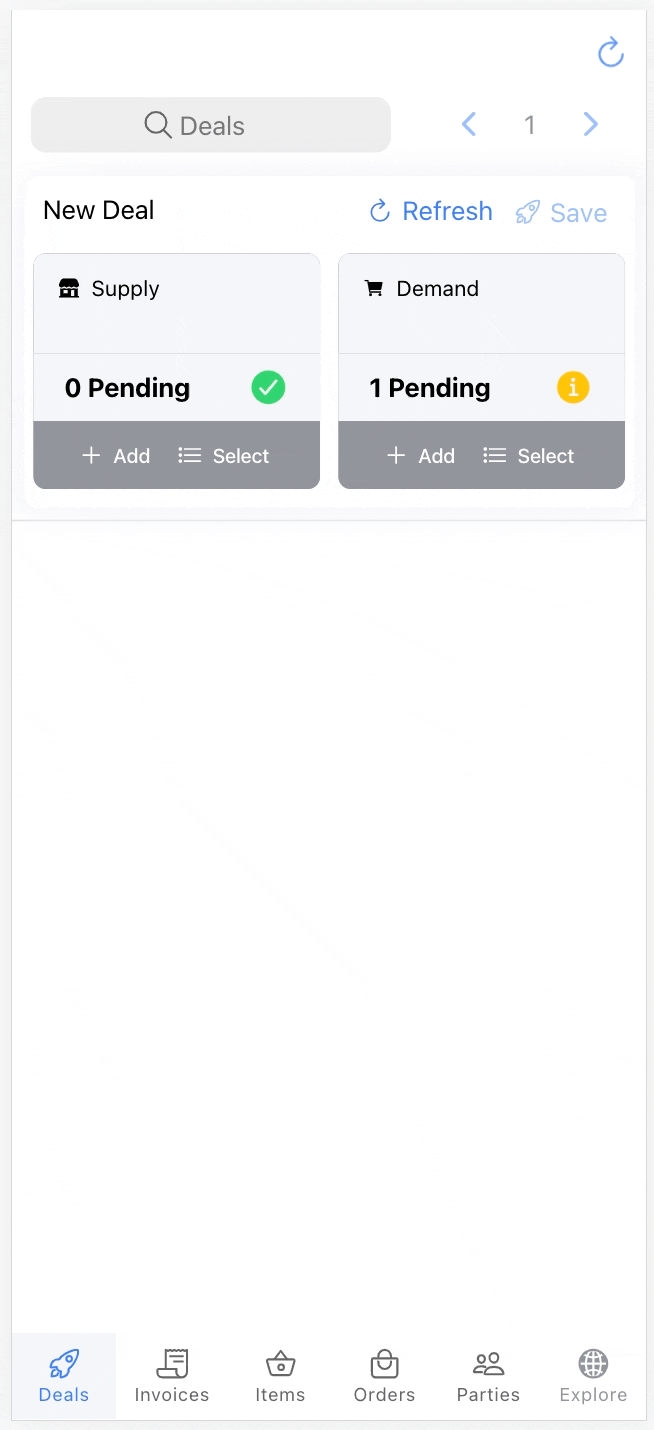 Deals
1
New Deal
Refresh
Save
Supply
Demand
0 Pending
1 Pending
Add
Select
Add
Select
Deals
Invoices
Items
Orders
Parties
Explore